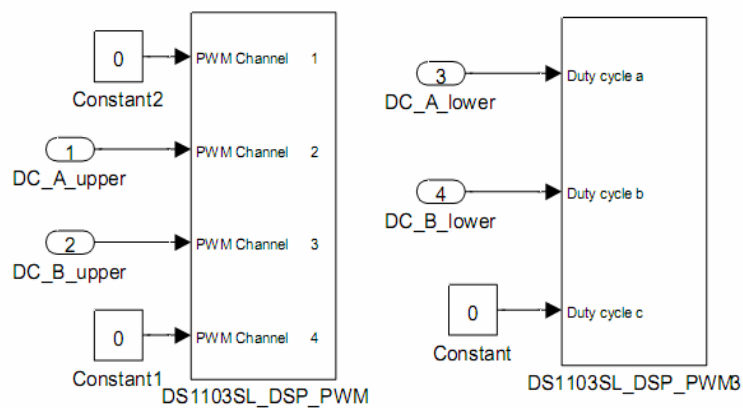 0
PWM Channel 1
Constant2
1
PWM Channel 2
DC_A_upper
2
PWM Channel 3
DC_B_upper
0
PWM Channel 4
Constant1
DS1103SL_DSP_PWM
3
Duty cycle a
DC_A_lower
4
Duty cycle b
DC_B_lower
0
Duty cycle c
Constant
DS1103SL_DSP_PWM3